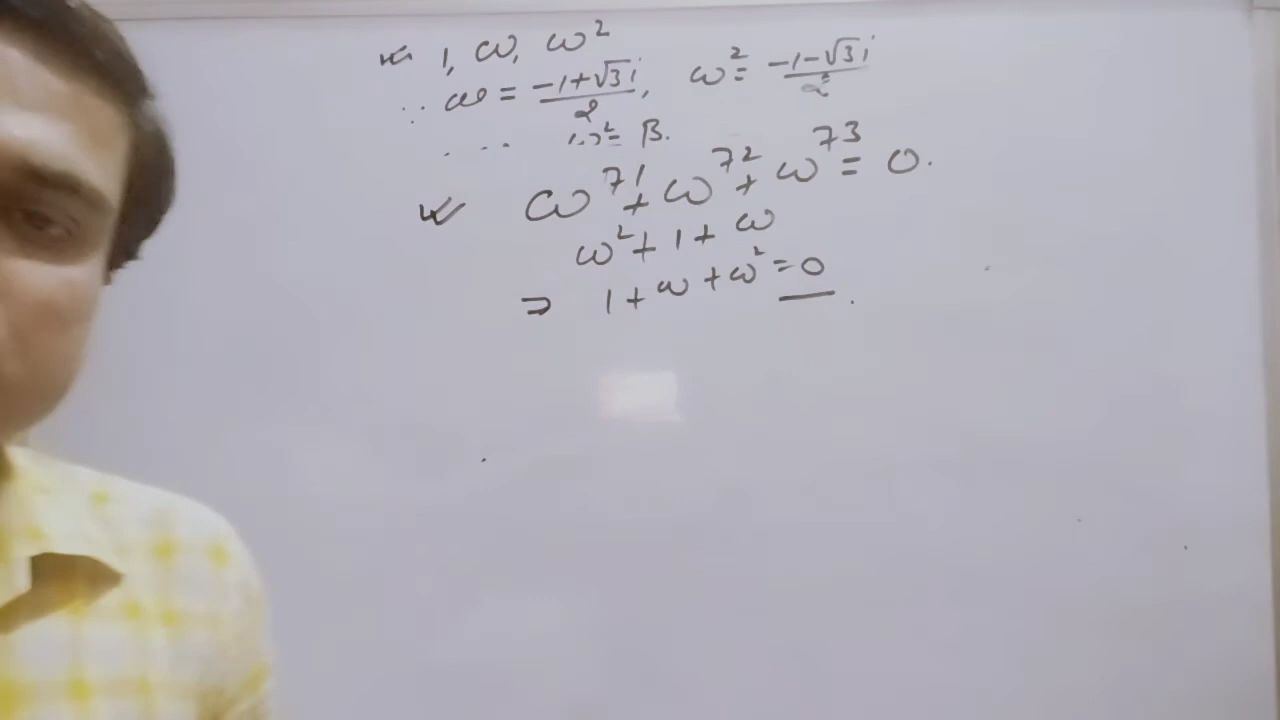 1, ω, ω²
∴ ω = (-1+√3i)/2, ω² = (-1-√3i)/2
ω² = β.
ω⁷¹ + ω⁷² + ω⁷³ = 0.
ω² + 1 + ω
⇒ 1 + ω + ω² = 0.